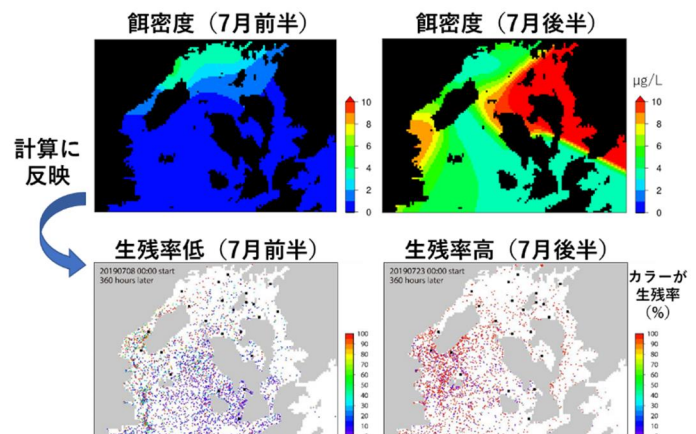 餌密度（7月前半）
餌密度（7月後半）
µg/L
10
8
6
4
2
0
10
8
6
4
2
0
計算に
反映
生残率低（7月前半）
生残率高（7月後半）
20190708 00:00 start
360 hours later
20190723 00:00 start
360 hours later
カラーが
生残率
（%）
100
90
80
70
60
50
40
30
20
10
100
90
80
70
60
50
40
30
20
10